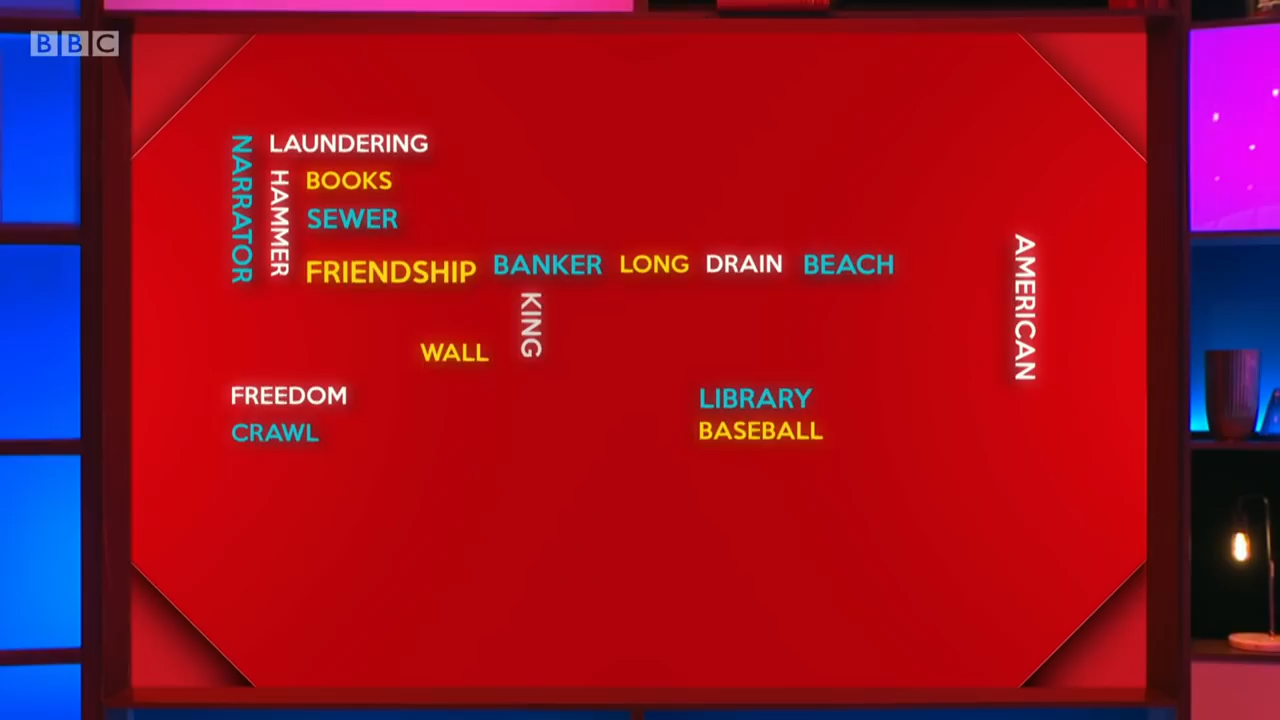 BBC
NARRATOR
LAUNDERING
HAMMER
BOOKS
SEWER
FRIENDSHIP
BANKER
LONG
DRAIN
BEACH
KING
AMERICAN
WALL
FREEDOM
CRAWL
LIBRARY
BASEBALL